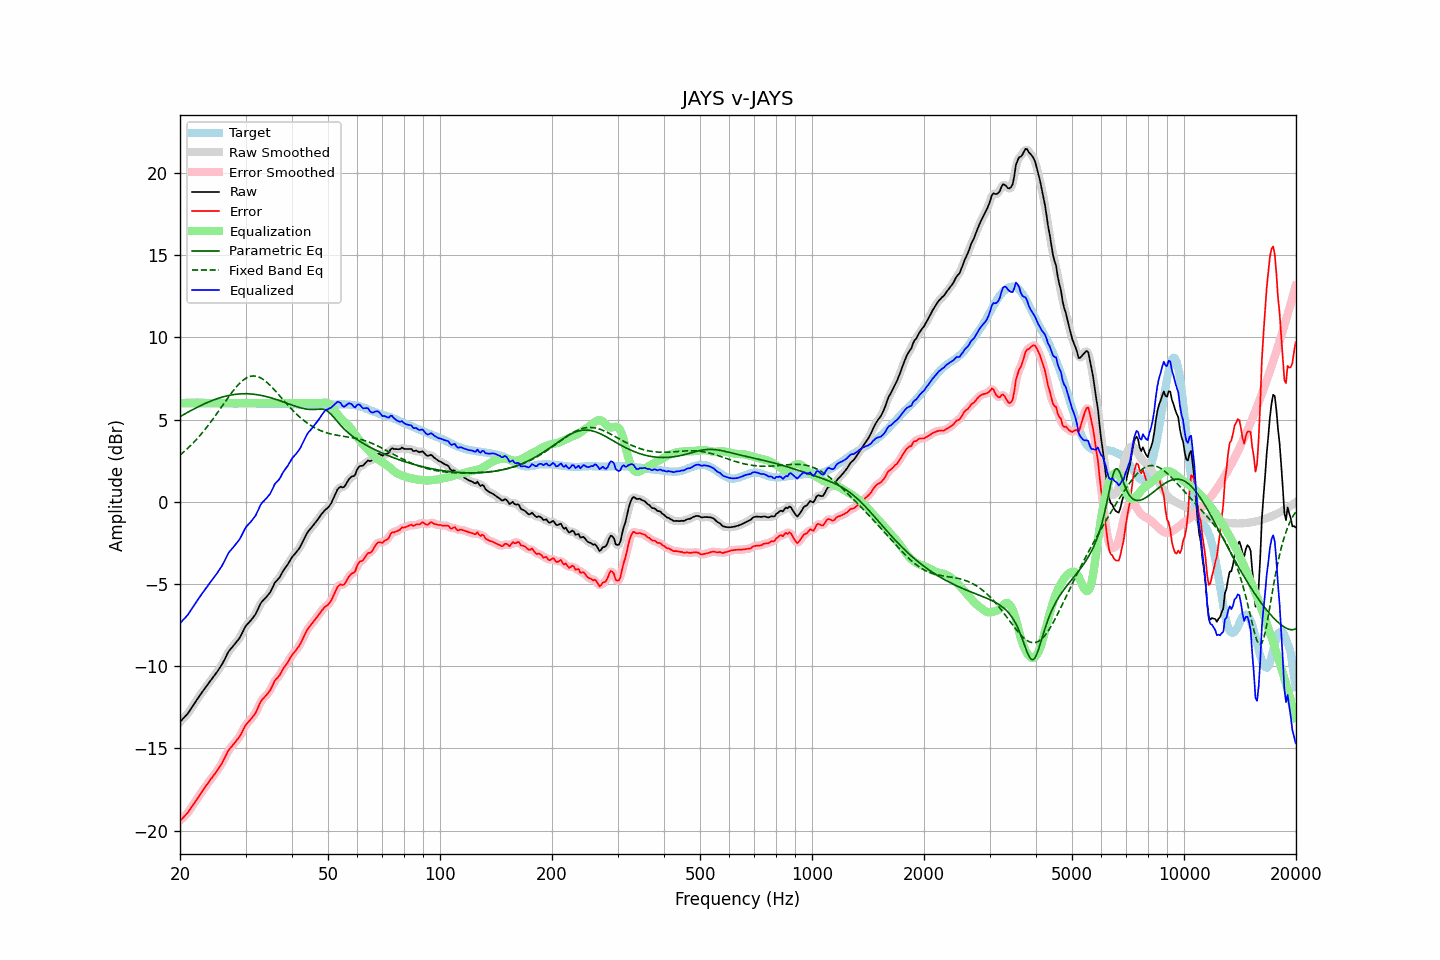 JAYS v-JAYS
Target
Raw Smoothed
Error Smoothed
Raw
Error
Equalization
Parametric Eq
Fixed Band Eq
Equalized
Amplitude (dBr)
20
15
10
5
0
−5
−10
−15
−20
20 50 100 200 500 1000 2000 5000 10000 20000
Frequency (Hz)